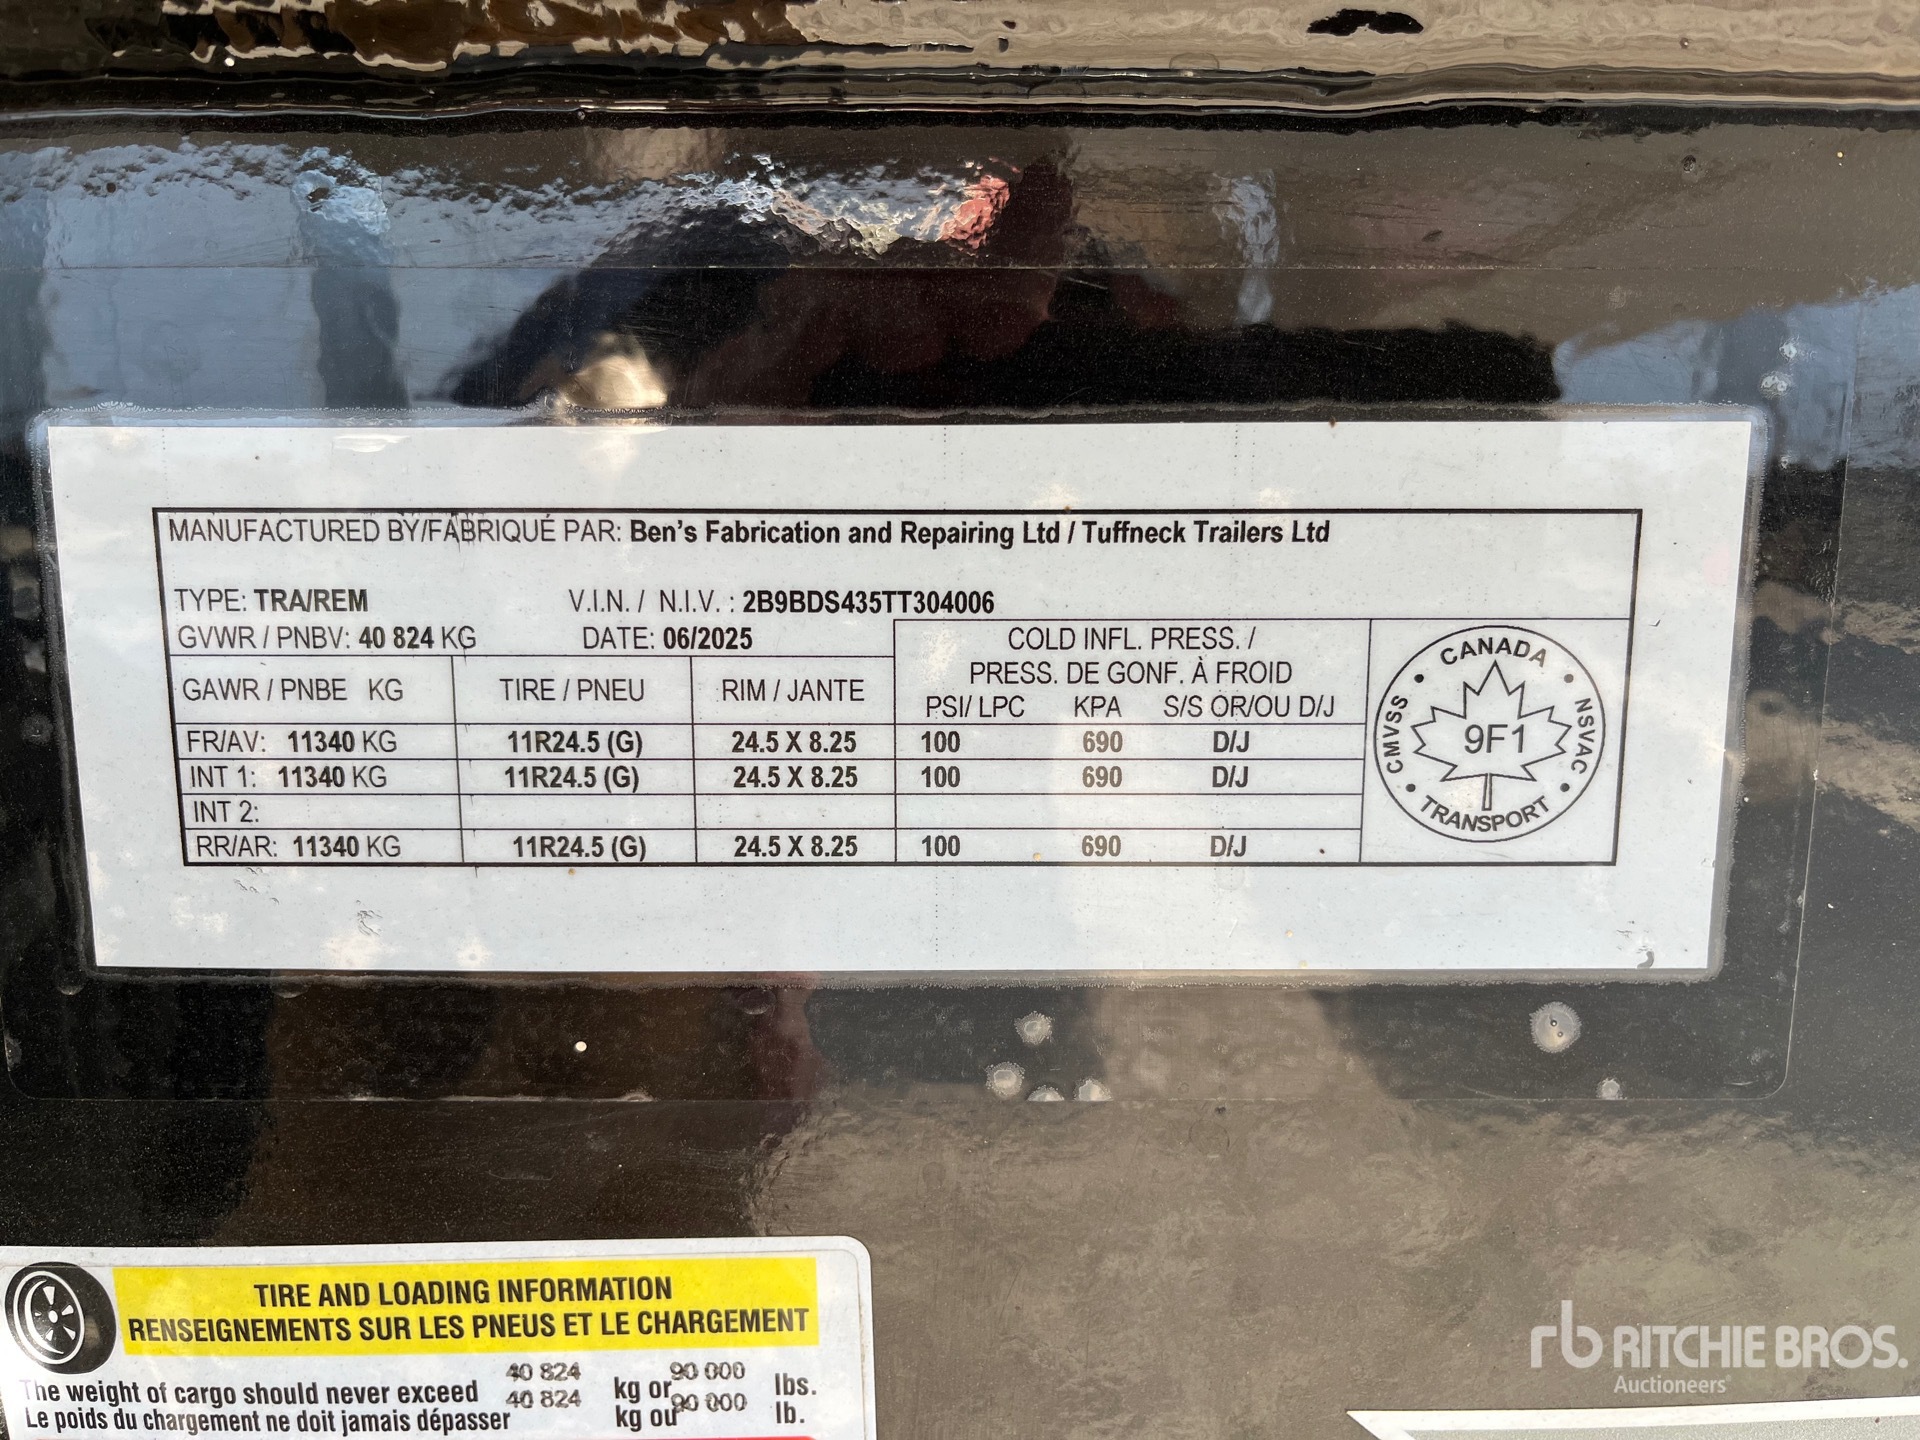 MANUFACTURED BY/FABRIQUÉ PAR: Ben's Fabrication and Repairing Ltd / Tuffneck Trailers Ltd
TYPE: TRA/REM V.I.N. / N.I.V. : 2B9BDS435TT304006
GVWR / PNBV: 40 824 KG DATE: 06/2025
COLD INFL. PRESS. /
PRESS. DE GONF. À FROID
GAWR / PNBE KG TIRE / PNEU RIM / JANTE PSI/ LPC KPA S/S OR/OU D/J
FR/AV: 11340 KG 11R24.5 (G) 24.5 X 8.25 100 690 D/J
INT 1: 11340 KG 11R24.5 (G) 24.5 X 8.25 100 690 D/J
INT 2:
RR/AR: 11340 KG 11R24.5 (G) 24.5 X 8.25 100 690 D/J
CANADA
CMVSS 9F1 NSVAC
TRANSPORT
TIRE AND LOADING INFORMATION
RENSEIGNEMENTS SUR LES PNEUS ET LE CHARGEMENT
The weight of cargo should never exceed 40 824 kg or 90 000 lbs.
Le poids du chargement ne doit jamais dépasser 40 824 kg ou 90 000 lb.
rb RITCHIE BROS.
Auctioneers